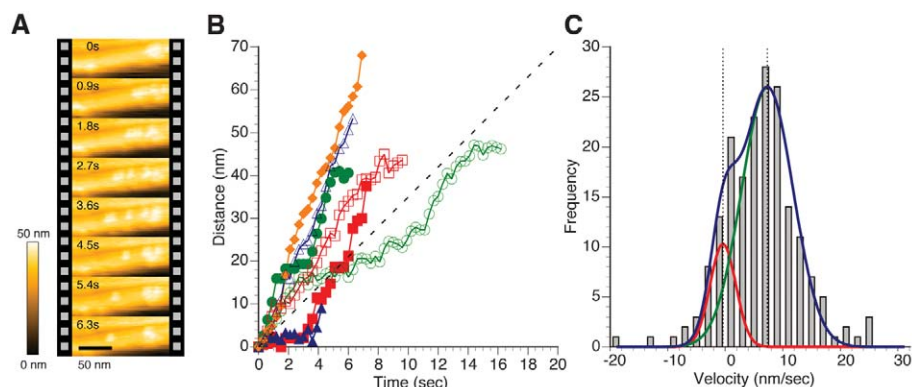 A
0s
0.9s
1.8s
2.7s
3.6s
4.5s
5.4s
6.3s
50 nm
0 nm
50 nm
B
70
60
50
40
30
20
10
0
Distance (nm)
0 2 4 6 8 10 12 14 16 18 20
Time (sec)
C
30
25
20
15
10
5
0
Frequency
-20 -10 0 10 20 30
Velocity (nm/sec)